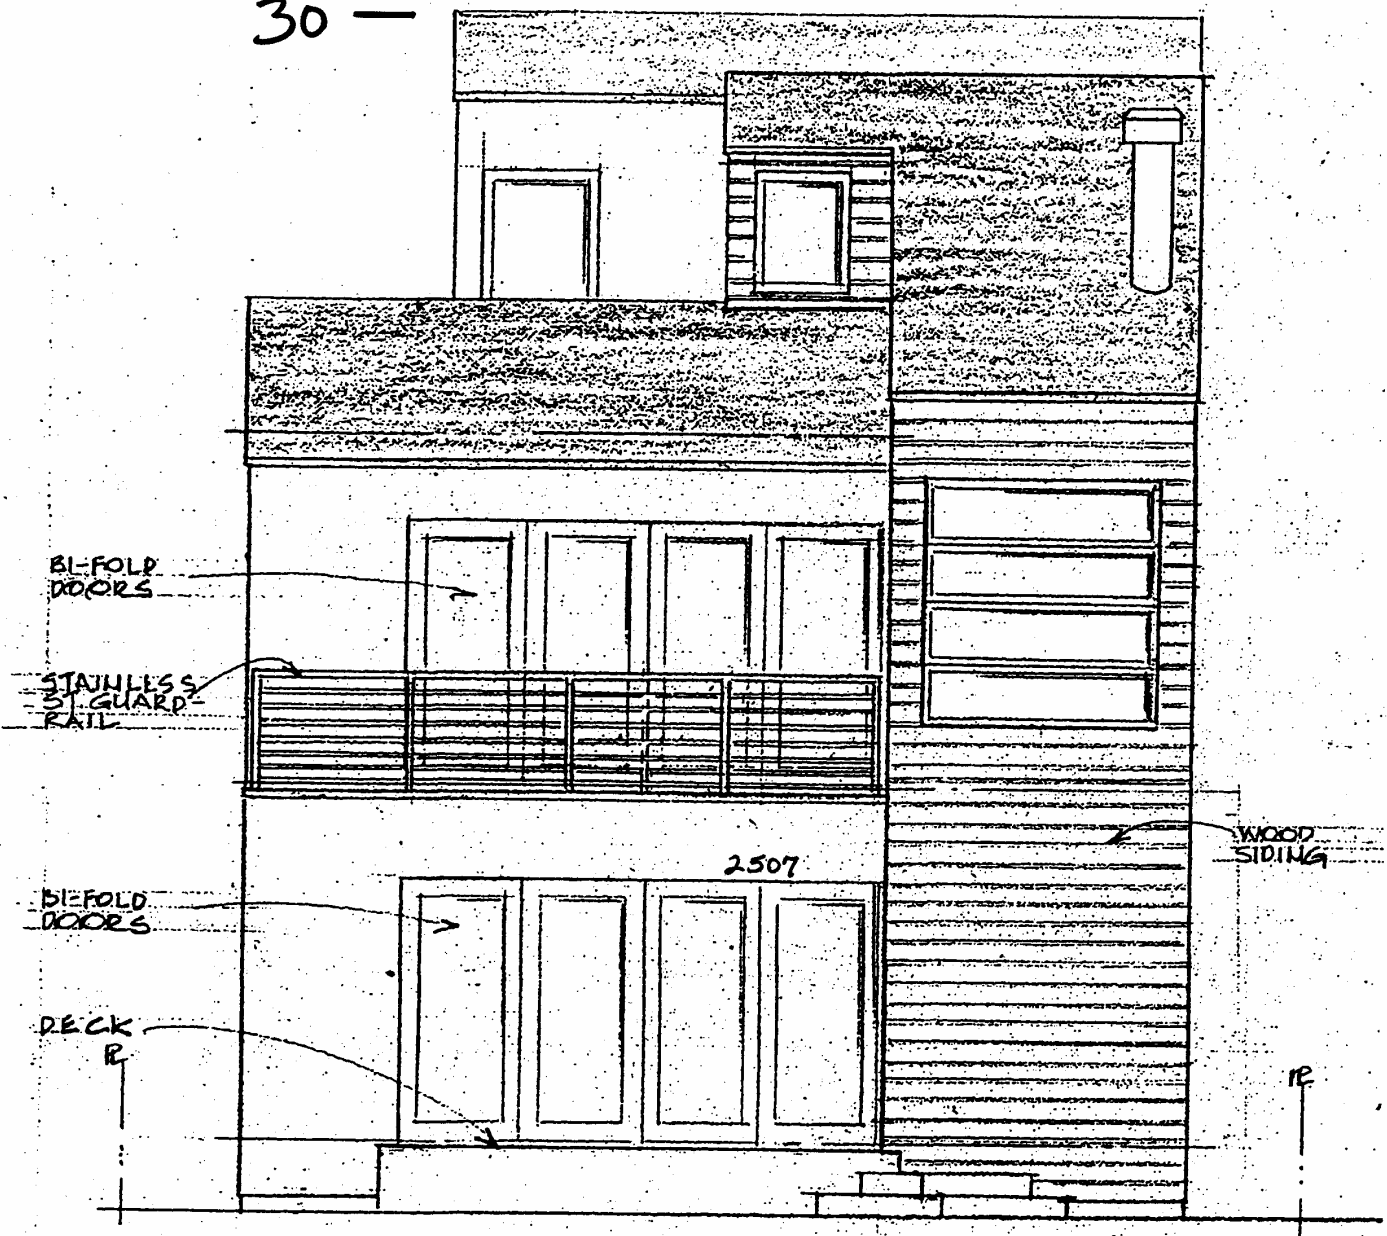 30 —
BI-FOLD
DOORS
STAINLESS
ST GUARD-
RAIL
2507
WOOD
SIDING
BI-FOLD
DOORS
DECK
PL
PL